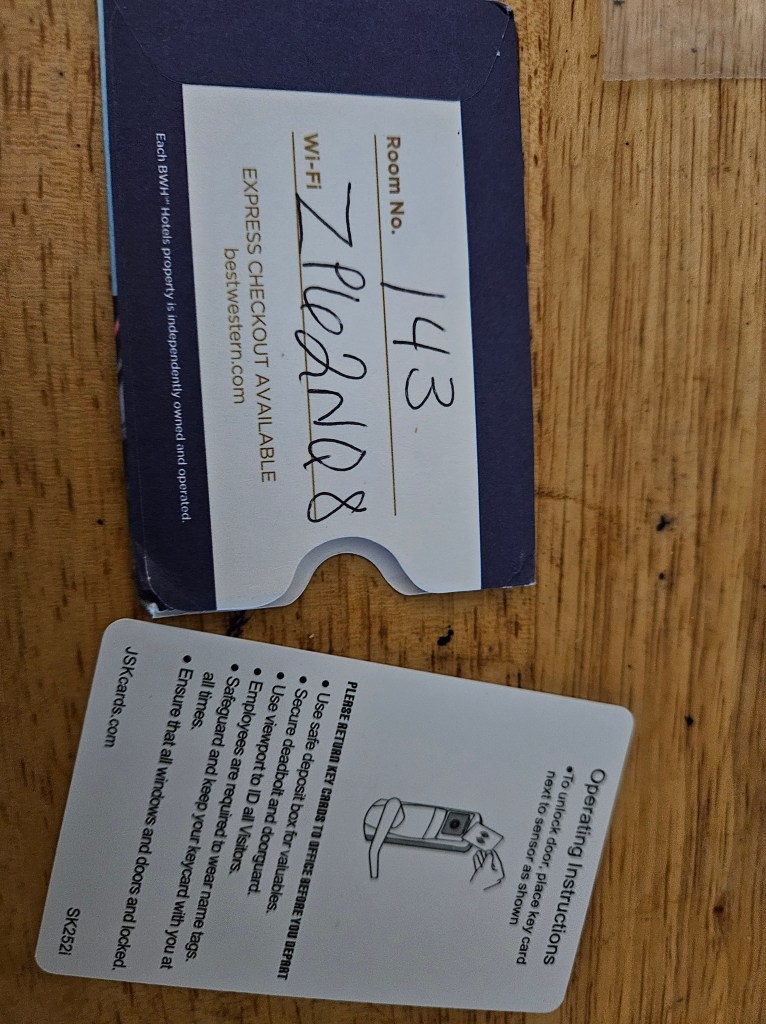 Room No. 143
Wi-Fi ZPle2NQ8
EXPRESS CHECKOUT AVAILABLE
bestwestern.com
Each BWH℠ Hotels property is independently owned and operated.
Operating Instructions
•To unlock door, place key card
next to sensor as shown
PLEASE RETURN KEY CARDS TO OFFICE BEFORE YOU DEPART
• Use safe deposit box for valuables.
• Secure deadbolt and doorguard.
• Use viewport to ID all Visitors.
• Employees are required to wear name tags.
• Safeguard and keep your keycard with you at
all times.
• Ensure that all windows and doors and locked.
JSKcards.com
SK252i